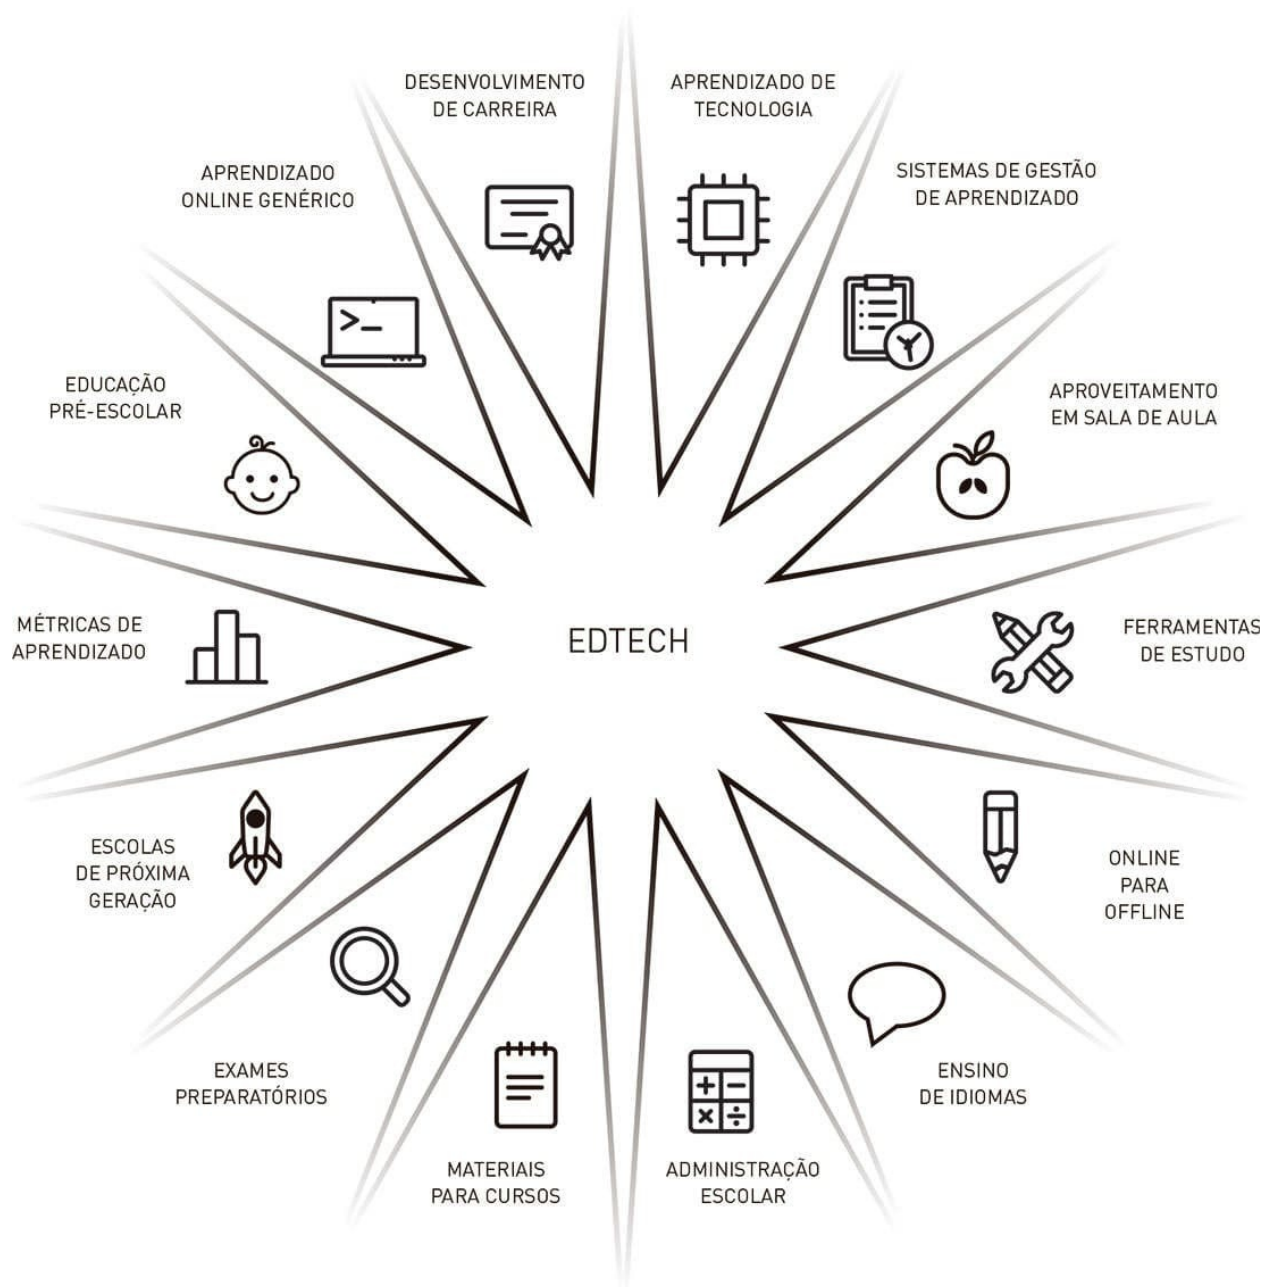 DESENVOLVIMENTO
DE CARREIRA
APRENDIZADO DE
TECNOLOGIA
SISTEMAS DE GESTÃO
DE APRENDIZADO
APROVEITAMENTO
EM SALA DE AULA
FERRAMENTAS
DE ESTUDO
ONLINE
PARA
OFFLINE
ENSINO
DE IDIOMAS
ADMINISTRAÇÃO
ESCOLAR
MATERIAIS
PARA CURSOS
EXAMES
PREPARATÓRIOS
ESCOLAS
DE PRÓXIMA
GERAÇÃO
MÉTRICAS DE
APRENDIZADO
EDUCAÇÃO
PRÉ-ESCOLAR
APRENDIZADO
ONLINE GENÉRICO
EDTECH